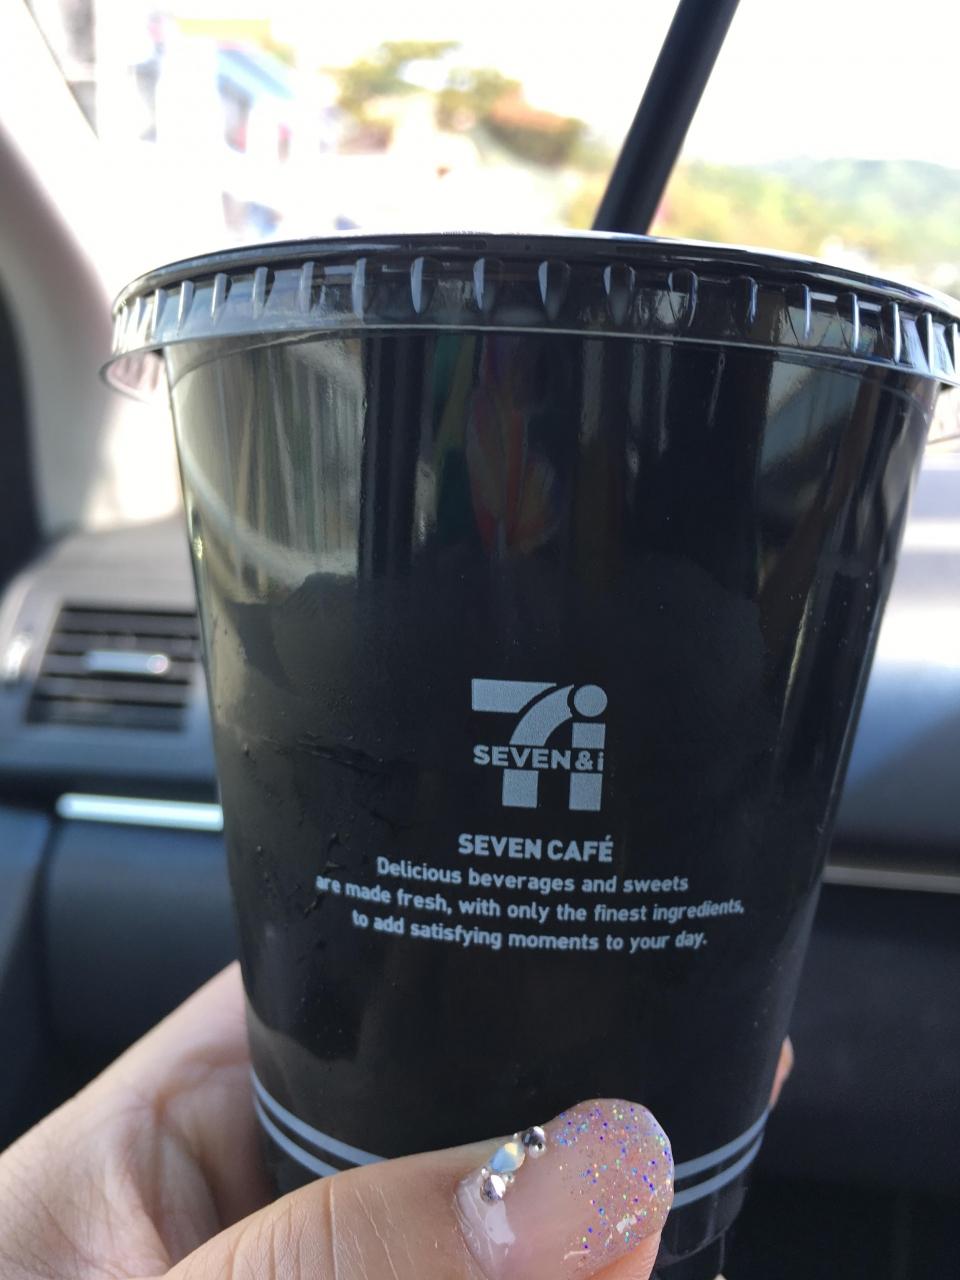 SEVEN&i
SEVEN CAFÉ
Delicious beverages and sweets
are made fresh, with only the finest ingredients,
to add satisfying moments to your day.